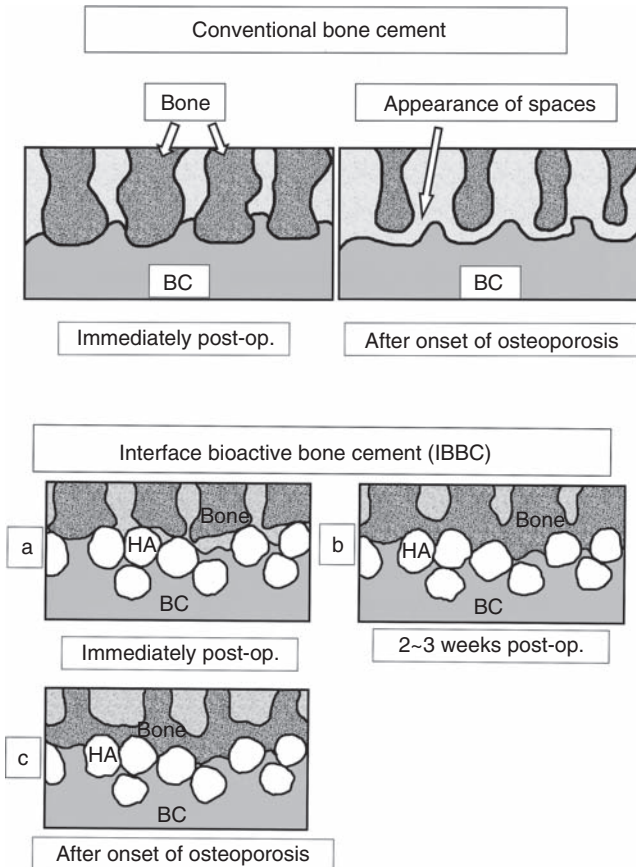 Conventional bone cement
Bone
Appearance of spaces
BC
BC
Immediately post-op.
After onset of osteoporosis
Interface bioactive bone cement (IBBC)
a
Bone
HA
BC
Immediately post-op.
b
Bone
HA
BC
2~3 weeks post-op.
c
Bone
HA
BC
After onset of osteoporosis